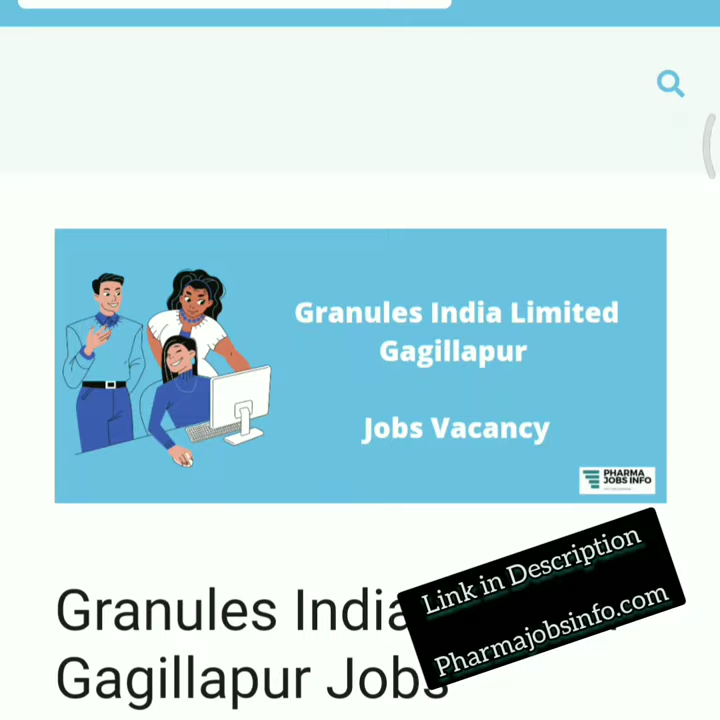 Granules India Limited
Gagillapur
Jobs Vacancy
PHARMA
JOBS INFO
Link in Description
Pharmajobsinfo.com
Granules India
Gagillapur Jobs